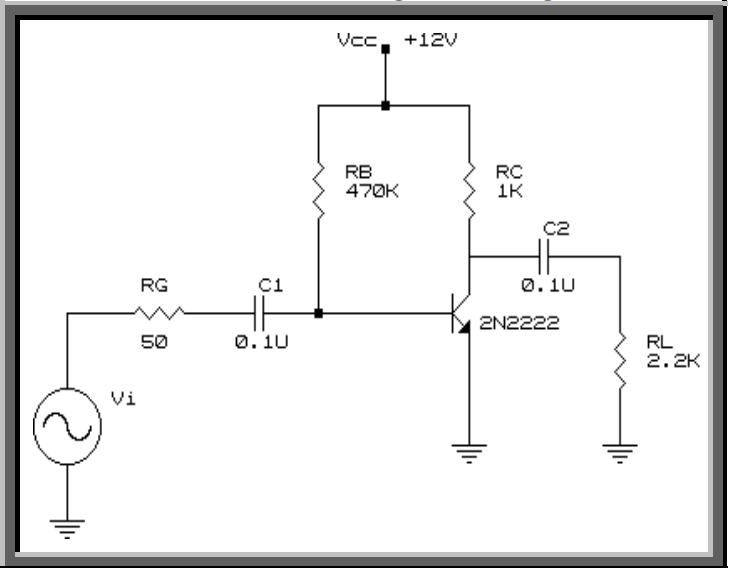 Vcc +12V
RB
470K
RC
1K
C2
0.1U
RG
50
C1
0.1U
2N2222
RL
2.2K
Vi